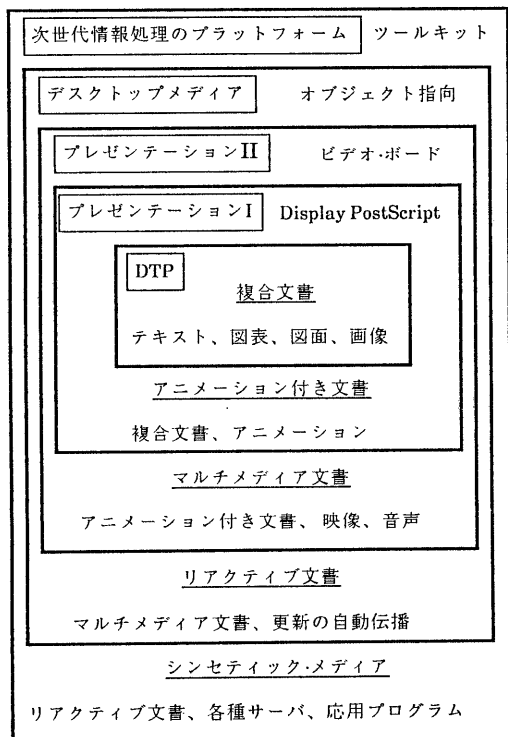 次世代情報処理のプラットフォーム ツールキット
デスクトップメディア オブジェクト指向
プレゼンテーションII ビデオ・ボード
プレゼンテーションI Display PostScript
DTP
複合文書
テキスト、図表、図面、画像
アニメーション付き文書
複合文書、アニメーション
マルチメディア文書
アニメーション付き文書、映像、音声
リアクティブ文書
マルチメディア文書、更新の自動伝播
シンセティック・メディア
リアクティブ文書、各種サーバ、応用プログラム